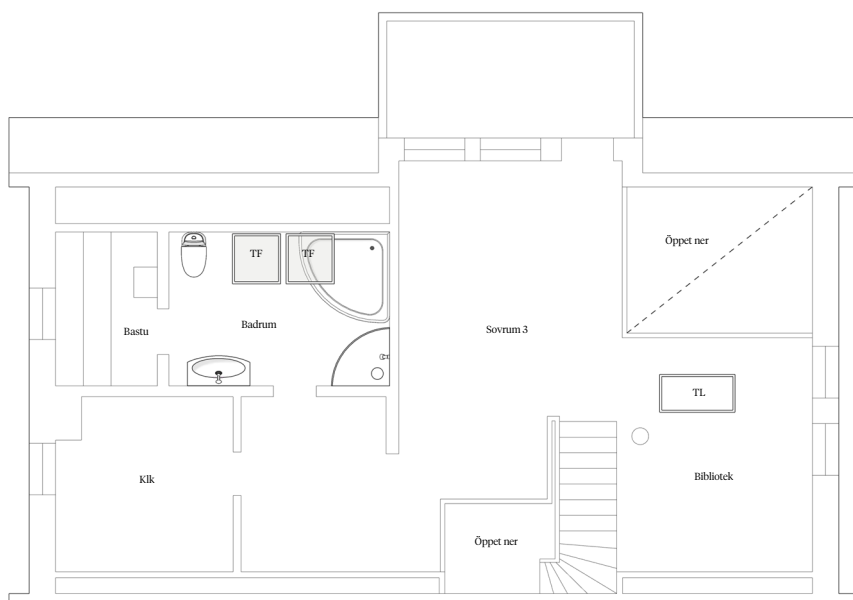 Öppet ner
TF
TF
Badrum
Bastu
Sovrum 3
TL
Klk
Bibliotek
Öppet ner